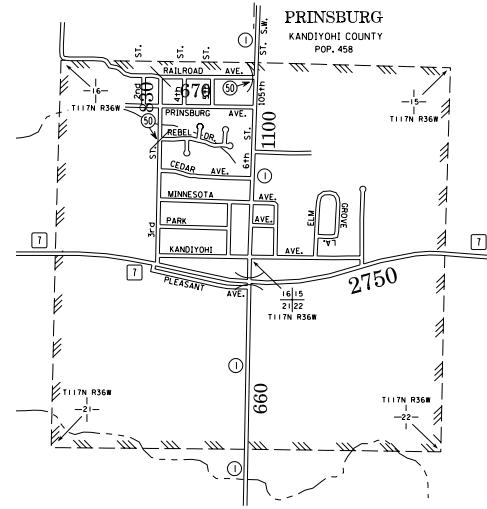 PRINSBURG
KANDIYOHI COUNTY
POP. 458
1
ST. S.W.
ST.
ST.
ST.
RAILROAD AVE.
2nd
850
4th
670
5th
50
105th
16
T117N R36W
15
T117N R36W
PRINSBURG AVE.
50
REBEL DR.
ST.
1100
ST.
6th
CEDAR AVE.
1
MINNESOTA AVE.
PARK AVE.
ELM GROVE LA.
3rd
KANDIYOHI AVE.
7
7
7
PLEASANT AVE.
2750
16 15
21 22
T117N R36W
1
660
T117N R36W
21
T117N R36W
22
1